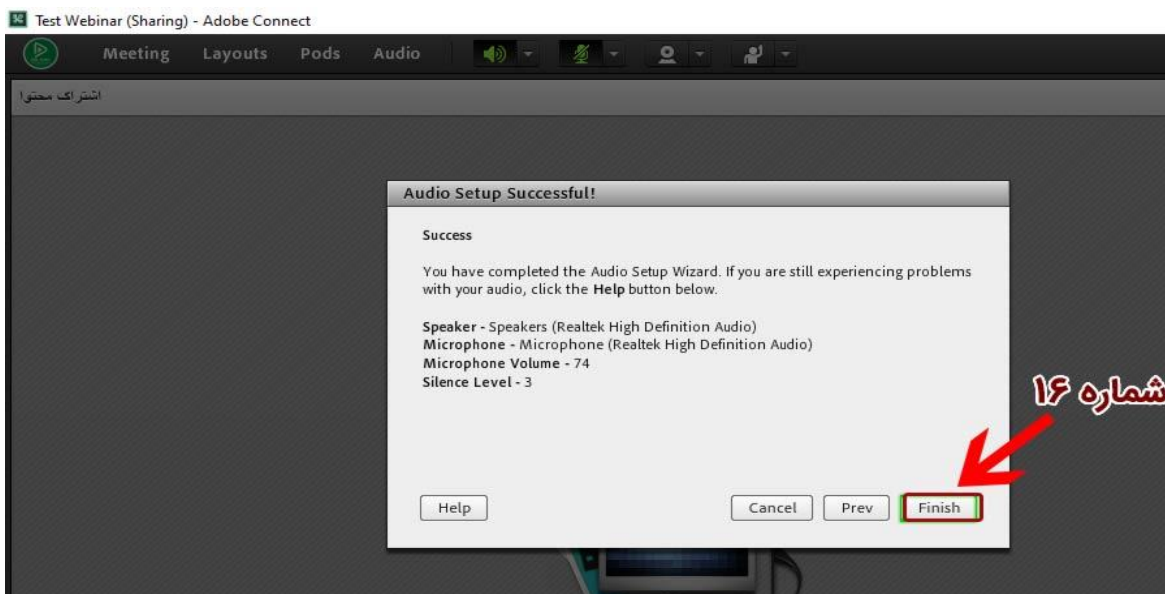 Test Webinar (Sharing) - Adobe Connect
Meeting Layouts Pods Audio
اشتراک محتوا
Audio Setup Successful!
Success
You have completed the Audio Setup Wizard. If you are still experiencing problems
with your audio, click the Help button below.
Speaker - Speakers (Realtek High Definition Audio)
Microphone - Microphone (Realtek High Definition Audio)
Microphone Volume - 74
Silence Level - 3
شماره ۱۶
Help Cancel Prev Finish